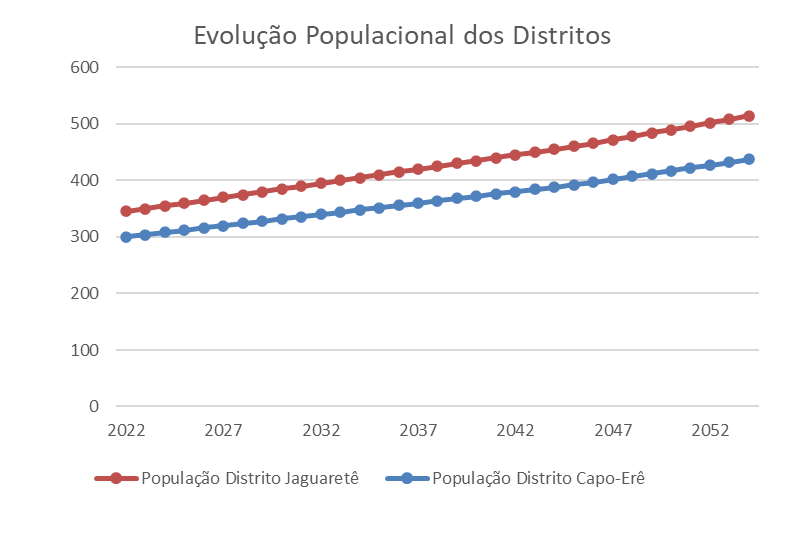 Evolução Populacional dos Distritos
600
500
400
300
200
100
0
2022 2027 2032 2037 2042 2047 2052
População Distrito Jaguaretê População Distrito Capo-Erê